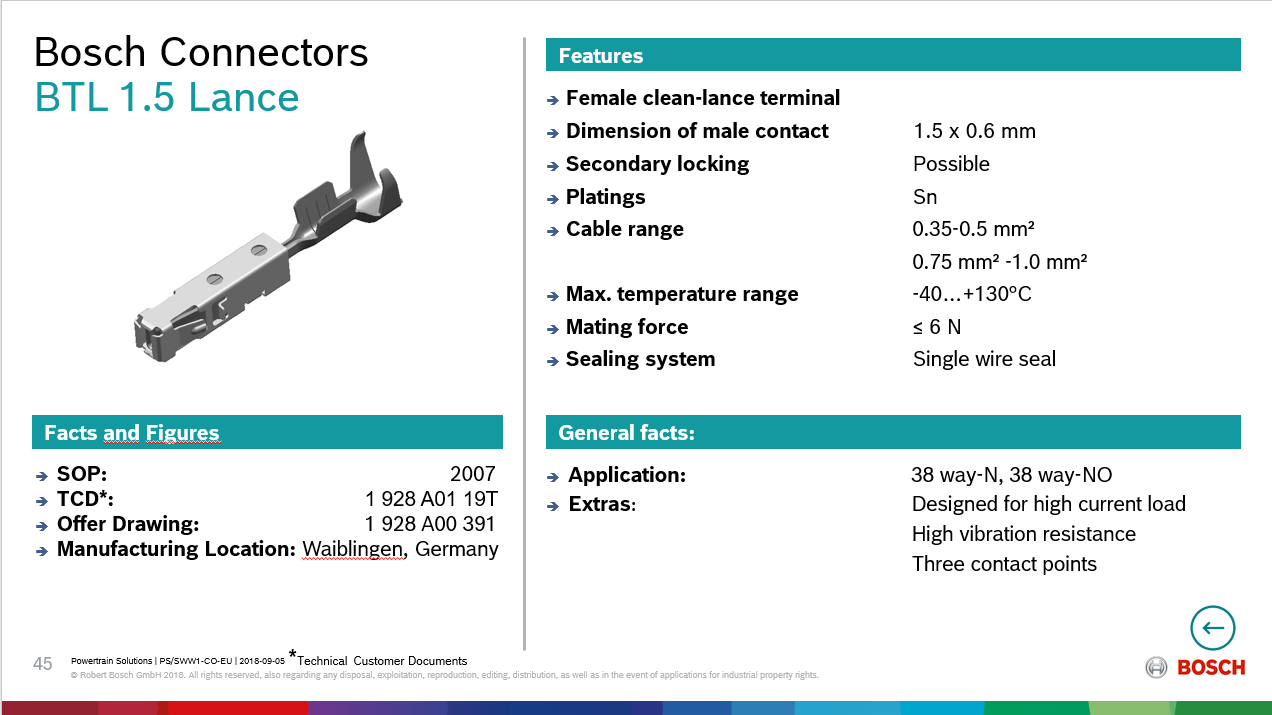 Bosch Connectors
BTL 1.5 Lance
Features
Female clean-lance terminal
Dimension of male contact 1.5 x 0.6 mm
Secondary locking Possible
Platings Sn
Cable range 0.35-0.5 mm²
0.75 mm² -1.0 mm²
Max. temperature range -40…+130°C
Mating force ≤ 6 N
Sealing system Single wire seal
Facts and Figures
SOP: 2007
TCD*: 1 928 A01 19T
Offer Drawing: 1 928 A00 391
Manufacturing Location: Waiblingen, Germany
General facts:
Application: 38 way-N, 38 way-NO
Extras: Designed for high current load
High vibration resistance
Three contact points
45 Powertrain Solutions | PS/SWW1-CO-EU | 2018-09-05 *Technical Customer Documents
© Robert Bosch GmbH 2018. All rights reserved, also regarding any disposal, exploitation, reproduction, editing, distribution, as well as in the event of applications for industrial property rights.
BOSCH